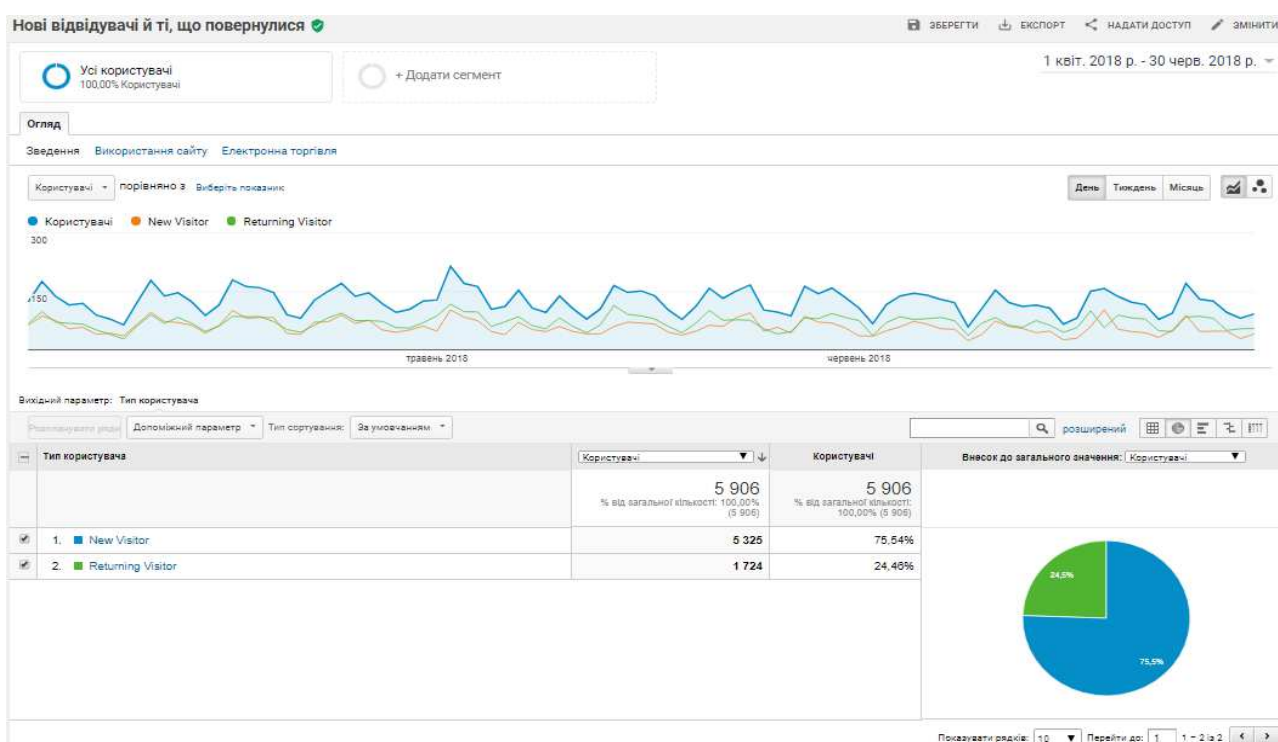 Нові відвідувачі й ті, що повернулися
ЗБЕРЕГТИ ЕКСПОРТ НАДАТИ ДОСТУП ЗМІНИТИ
Усі користувачі
100,00% Користувачі
+ Додати сегмент
1 квіт. 2018 р. - 30 черв. 2018 р.
Огляд
Зведення Використання сайту Електронна торгівля
Користувачі порівняно з Виберіть показник
День Тиждень Місяць
Користувачі New Visitor Returning Visitor
300
150
травень 2018 червень 2018
Вихідний параметр: Тип користувача
Розпланувати ряди Допоміжний параметр Тип сортування: За умовчанням
розширений
Тип користувача Користувачі Користувачі Внесок до загального значення: Користувачі
5 906 5 906
% від загальної кількості: 100,00% (5 906) % від загальної кількості: 100,00% (5 906)
1. New Visitor 5 325 75,54%
2. Returning Visitor 1 724 24,46%
24,5%
75,5%
Показувати рядків: 10 Перейти до: 1 1 – 2 із 2